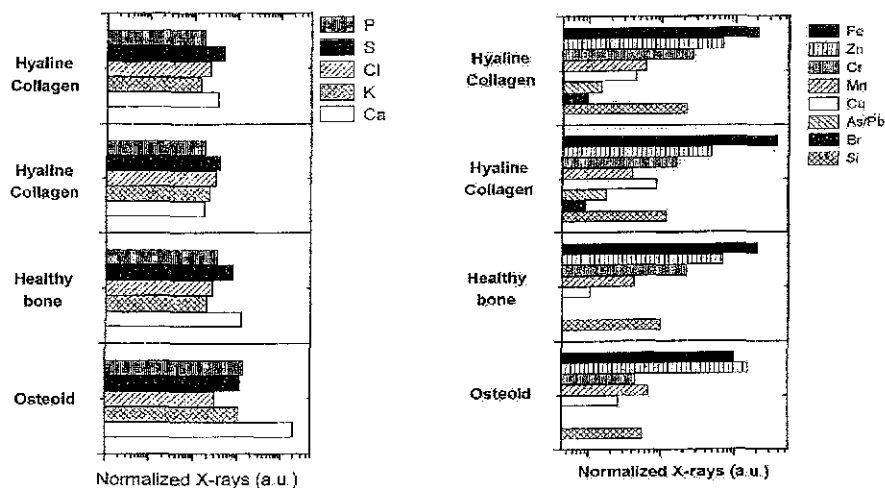 P
S
Cl
K
Ca
Hyaline
Collagen
Hyaline
Collagen
Healthy
bone
Osteoid
Normalized X-rays (a.u.)
Fe
Zn
Cr
Mn
Cu
As/Pb
Br
Si
Hyaline
Collagen
Hyaline
Collagen
Healthy
bone
Osteoid
Normalized X-rays (a.u.)